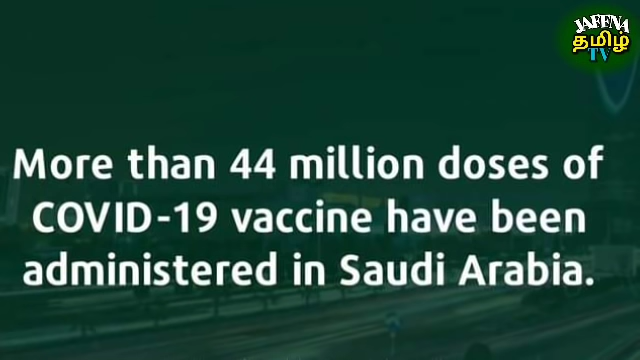 JAFFNA
தமிழ்
TV
More than 44 million doses of
COVID-19 vaccine have been
administered in Saudi Arabia.